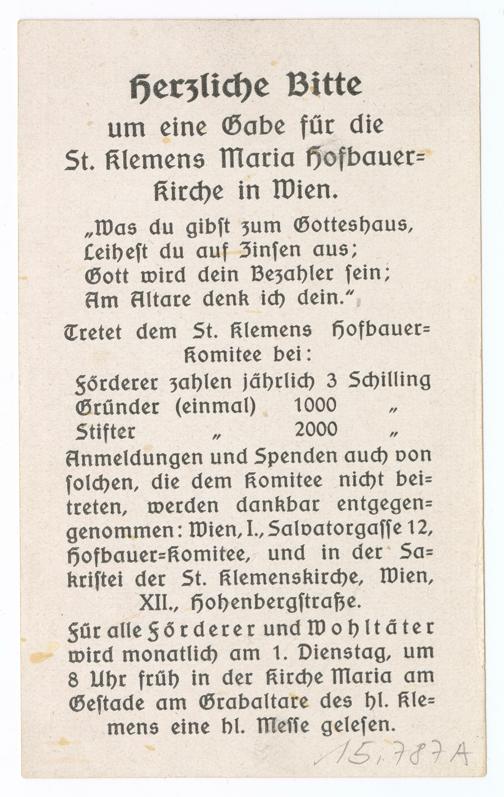 Herzliche Bitte
um eine Gabe für die
St. Klemens Maria Hofbauer=
Kirche in Wien.
„Was du gibst zum Gotteshaus,
Leihest du auf Zinsen aus;
Gott wird dein Bezahler sein;
Am Altare denk ich dein.“
Tretet dem St. Klemens Hofbauer=
Komitee bei:
Förderer zahlen jährlich 3 Schilling
Gründer (einmal) 1000 „
Stifter „ 2000 „
Anmeldungen und Spenden auch von
solchen, die dem Komitee nicht bei=
treten, werden dankbar entgegen=
genommen: Wien, I., Salvatorgasse 12,
Hofbauer=Komitee, und in der Sa=
kristei der St. Klemenskirche, Wien,
XII., Hohenbergstraße.
Für alle Förderer und Wohltäter
wird monatlich am 1. Dienstag, um
8 Uhr früh in der Kirche Maria am
Gestade am Grabaltare des hl. Kle=
mens eine hl. Messe gelesen.
15.787A